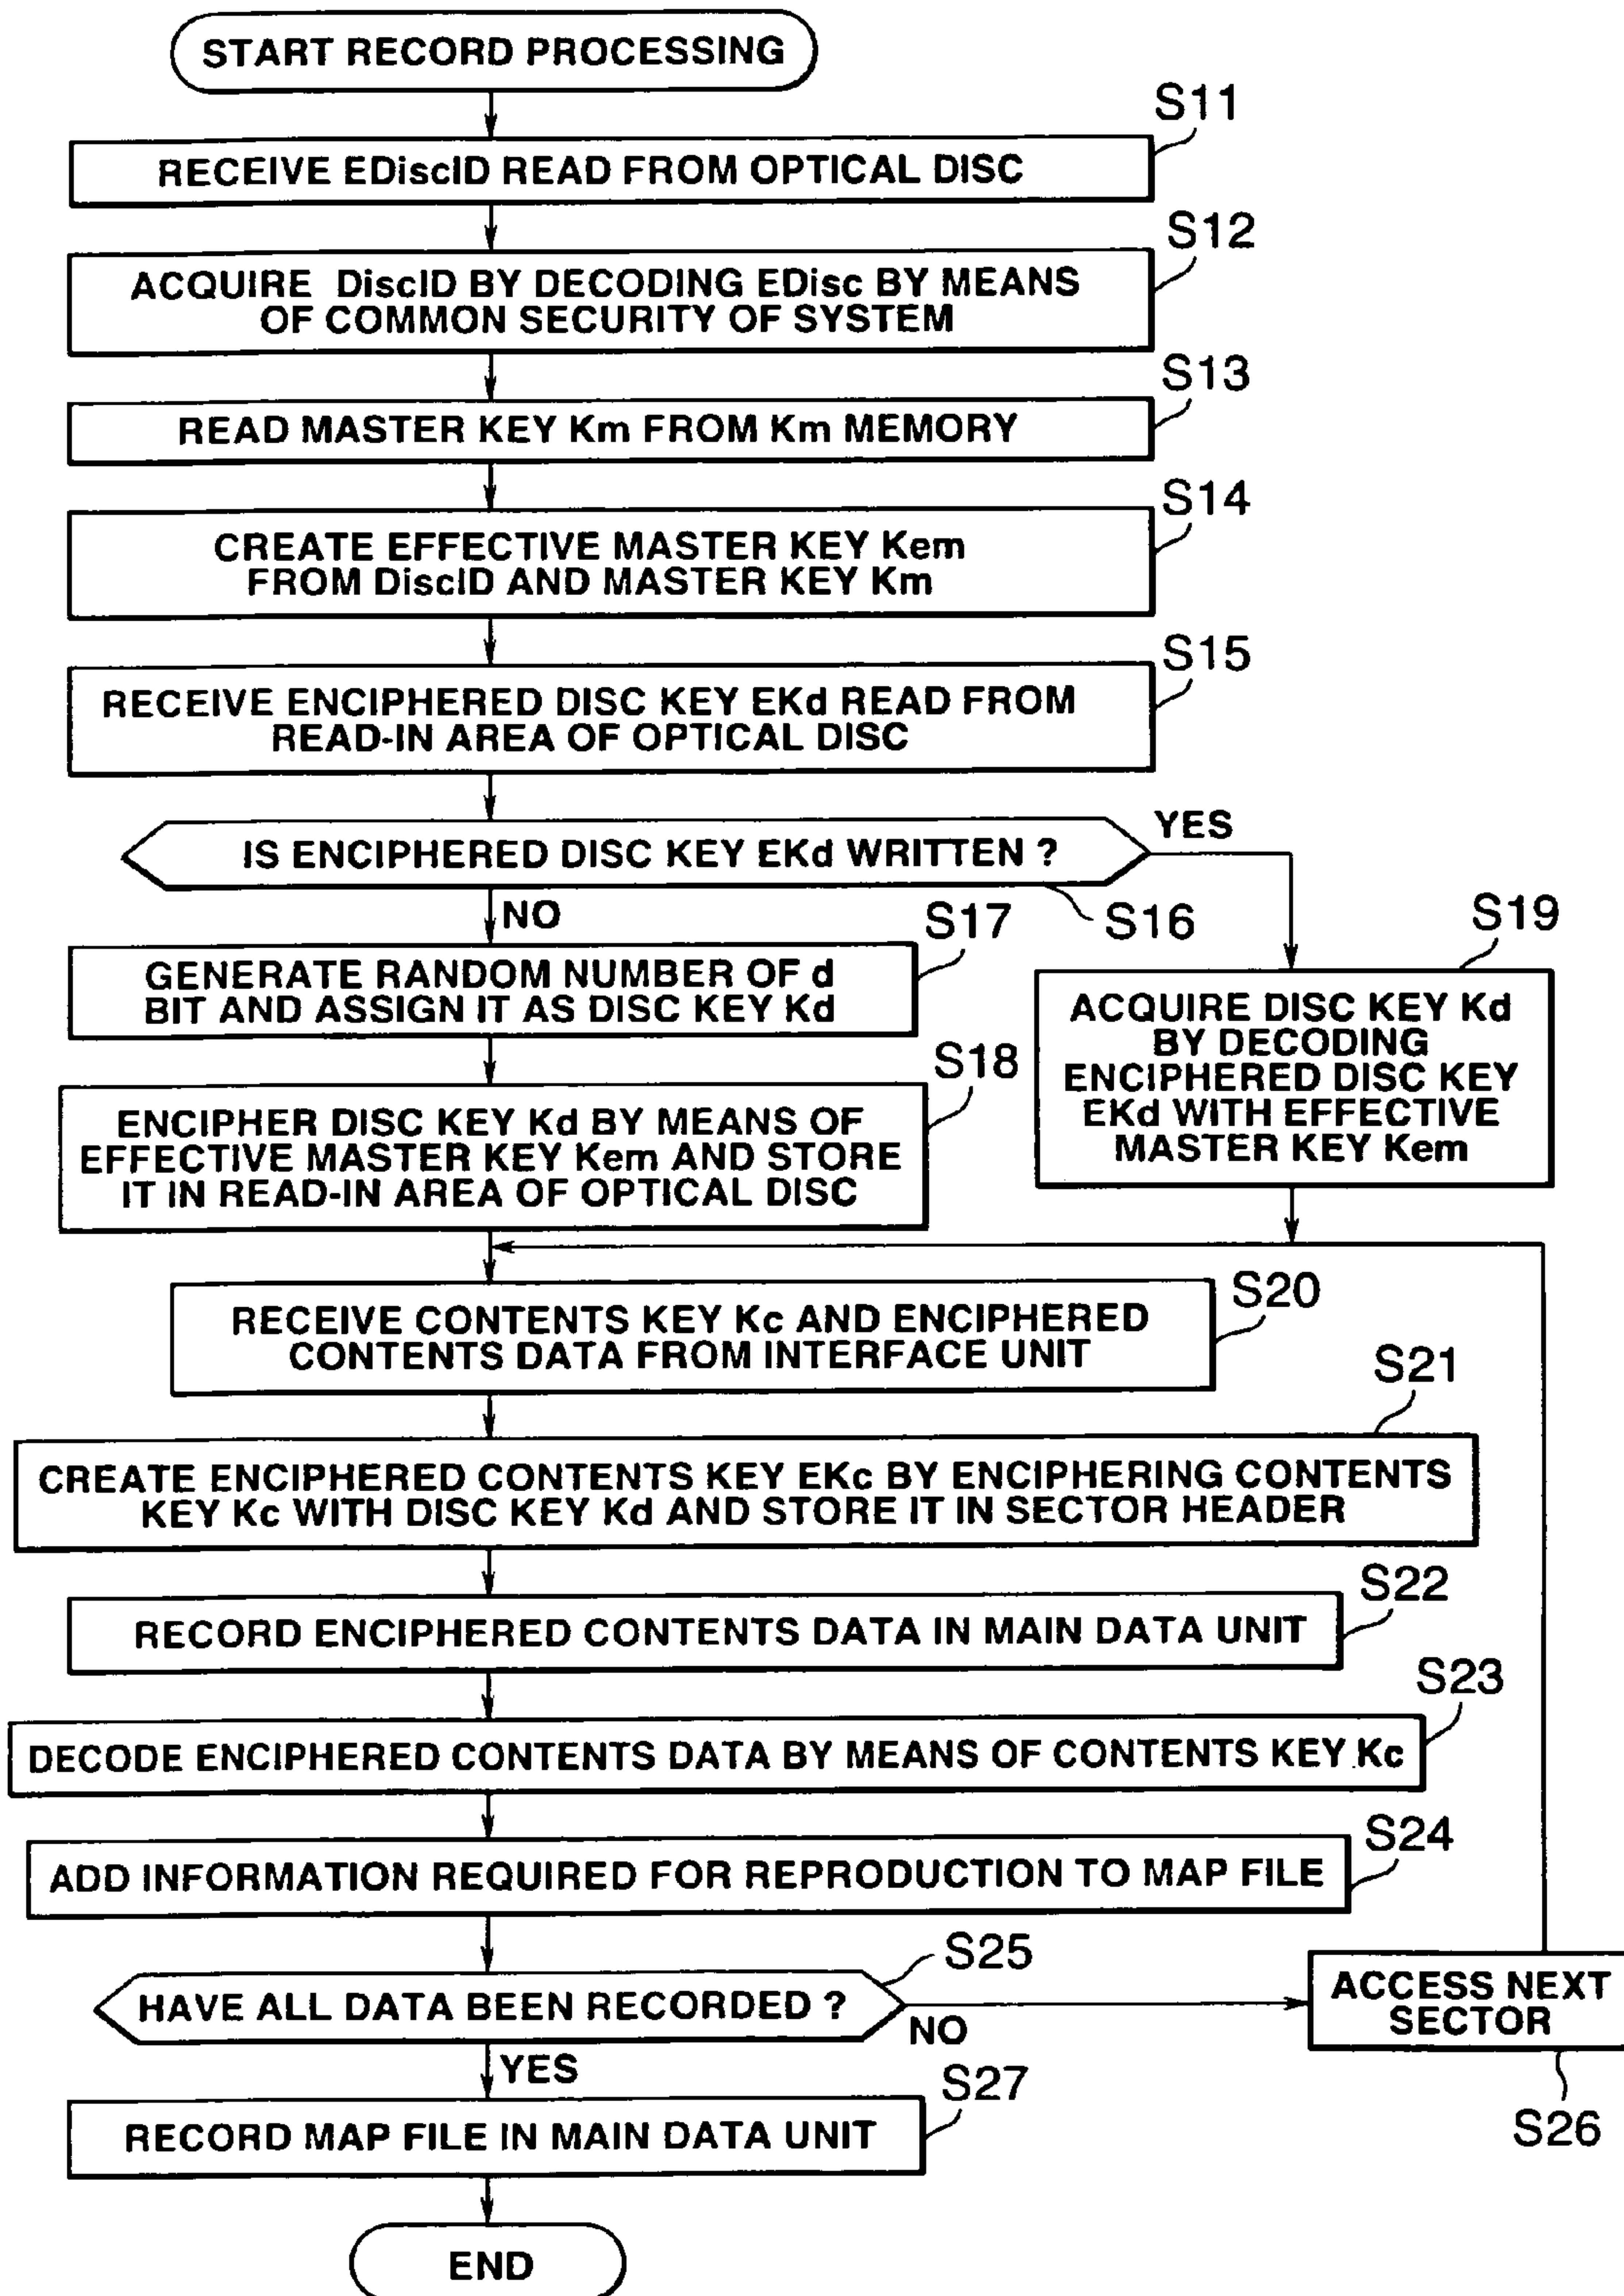 START RECORD PROCESSING
S11
RECEIVE EDiscID READ FROM OPTICAL DISC
S12
ACQUIRE DiscID BY DECODING EDisc BY MEANS
OF COMMON SECURITY OF SYSTEM
S13
READ MASTER KEY Km FROM Km MEMORY
S14
CREATE EFFECTIVE MASTER KEY Kem
FROM DiscID AND MASTER KEY Km
S15
RECEIVE ENCIPHERED DISC KEY EKd READ FROM
READ-IN AREA OF OPTICAL DISC
IS ENCIPHERED DISC KEY EKd WRITTEN ?
YES
NO
S16
S17
GENERATE RANDOM NUMBER OF d
BIT AND ASSIGN IT AS DISC KEY Kd
S18
ENCIPHER DISC KEY Kd BY MEANS OF
EFFECTIVE MASTER KEY Kem AND STORE
IT IN READ-IN AREA OF OPTICAL DISC
S19
ACQUIRE DISC KEY Kd
BY DECODING
ENCIPHERED DISC KEY
EKd WITH EFFECTIVE
MASTER KEY Kem
S20
RECEIVE CONTENTS KEY Kc AND ENCIPHERED
CONTENTS DATA FROM INTERFACE UNIT
S21
CREATE ENCIPHERED CONTENTS KEY EKc BY ENCIPHERING CONTENTS
KEY Kc WITH DISC KEY Kd AND STORE IT IN SECTOR HEADER
S22
RECORD ENCIPHERED CONTENTS DATA IN MAIN DATA UNIT
S23
DECODE ENCIPHERED CONTENTS DATA BY MEANS OF CONTENTS KEY Kc
S24
ADD INFORMATION REQUIRED FOR REPRODUCTION TO MAP FILE
S25
HAVE ALL DATA BEEN RECORDED ?
NO
YES
ACCESS NEXT
SECTOR
S26
S27
RECORD MAP FILE IN MAIN DATA UNIT
END